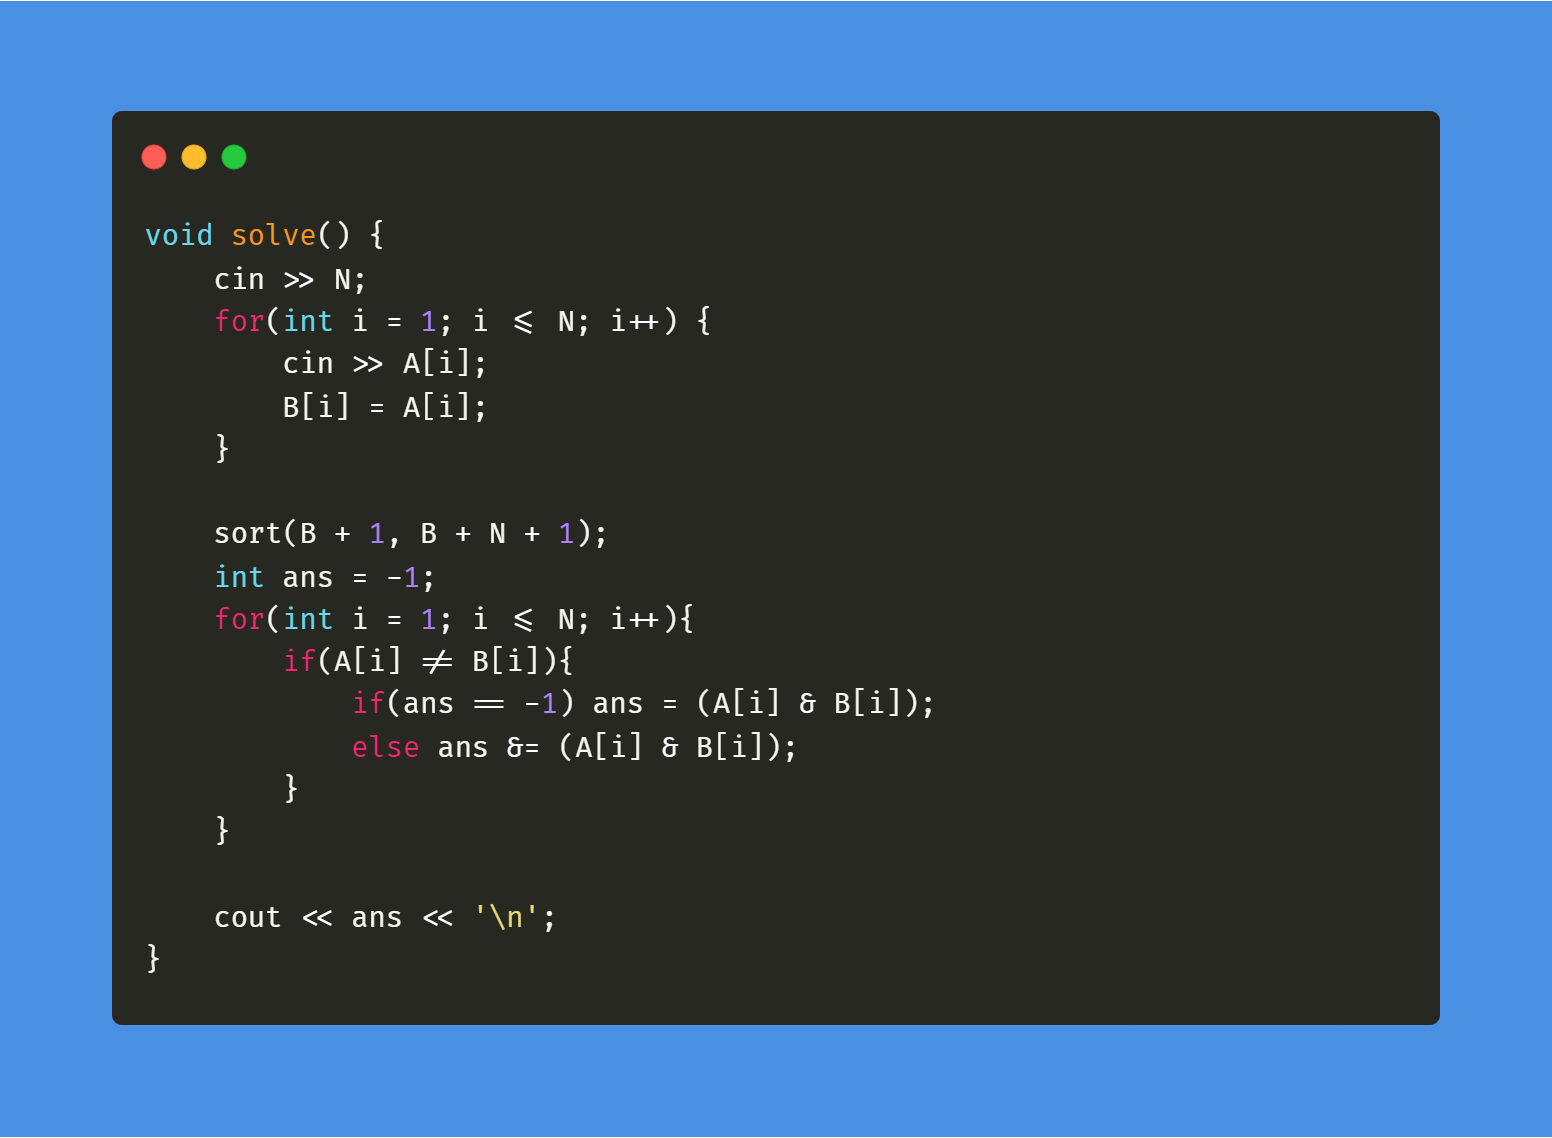 void solve() {
    cin >> N;
    for(int i = 1; i <= N; i++) {
        cin >> A[i];
        B[i] = A[i];
    }

    sort(B + 1, B + N + 1);
    int ans = -1;
    for(int i = 1; i <= N; i++){
        if(A[i] != B[i]){
            if(ans == -1) ans = (A[i] & B[i]);
            else ans &= (A[i] & B[i]);
        }
    }

    cout << ans << '\n';
}